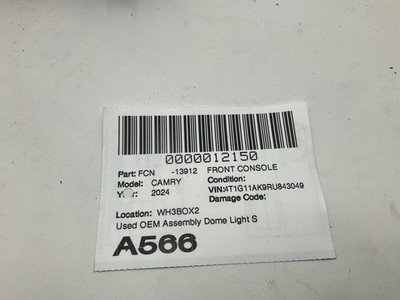 0000012150
Part: FCN -13912 FRONT CONSOLE
Model: CAMRY Condition:
Year: 2024 VIN:4T1G11AK9RU843049
Damage Code:
Location: WH3BOX2
Used OEM Assembly Dome Light S
A566